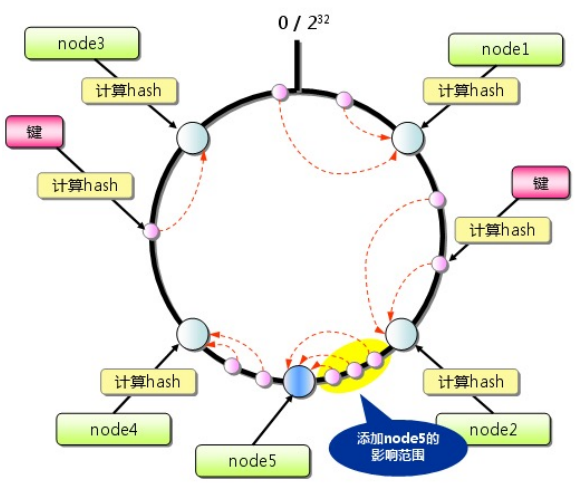 0 / 2³²
node3
node1
计算hash
计算hash
键
键
计算hash
计算hash
计算hash
计算hash
node4
node2
添加node5的
影响范围
node5